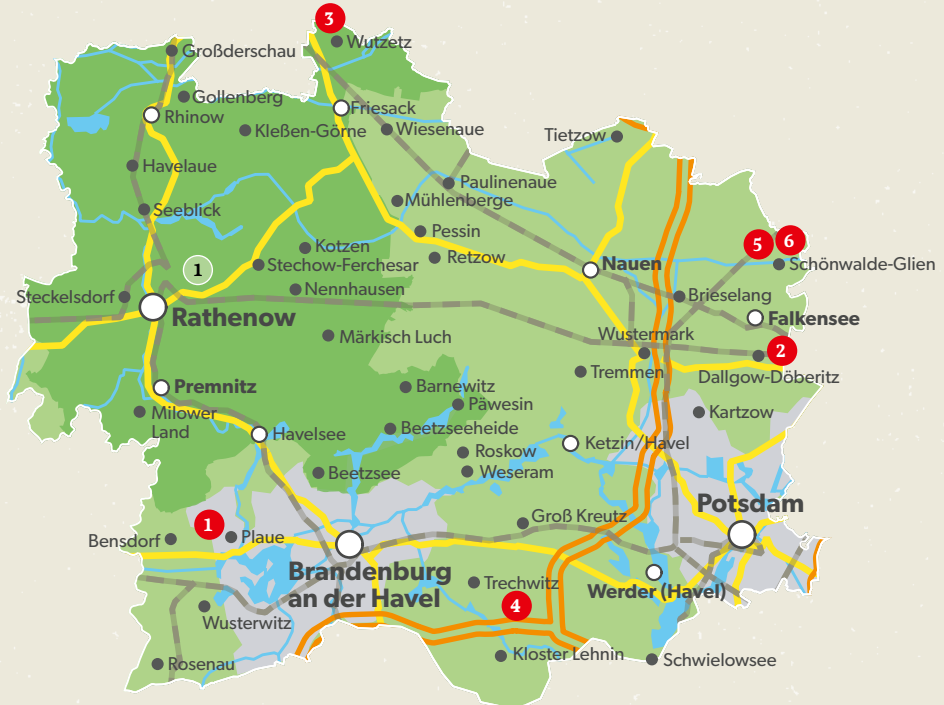 3
Wutzetz
Großderschau
Gollenberg
Rhinow
Friesack
Kleßen-Görne
Wiesenaue
Tietzow
Havelaue
Paulinenaue
Mühlenberge
Seeblick
Pessin
Kotzen
Retzow
5
6
1
Stechow-Ferchesar
Nauen
Schönwalde-Glien
Steckelsdorf
Nennhausen
Brieselang
Rathenow
Falkensee
Märkisch Luch
Wustermark
2
Tremmen
Dallgow-Döberitz
Premnitz
Barnewitz
Päwesin
Kartzow
Milower
Land
Beetzseeheide
Havelsee
Ketzin/Havel
Roskow
Beetzsee
Weseram
Potsdam
1
Groß Kreutz
Bensdorf
Plaue
Brandenburg
an der Havel
Trechwitz
Werder (Havel)
4
Wusterwitz
Kloster Lehnin
Schwielowsee
Rosenau